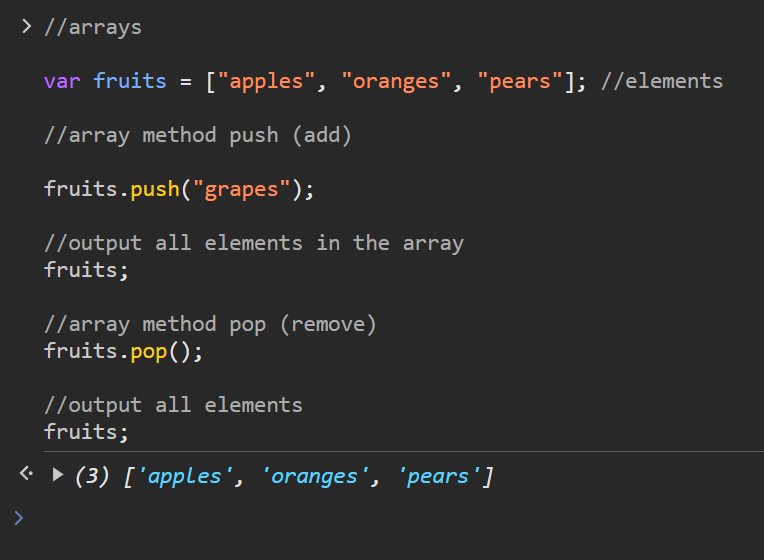 //arrays
var fruits = ["apples", "oranges", "pears"]; //elements
//array method push (add)
fruits.push("grapes");
//output all elements in the array
fruits;
//array method pop (remove)
fruits.pop();
//output all elements
fruits;
(3) ['apples', 'oranges', 'pears']